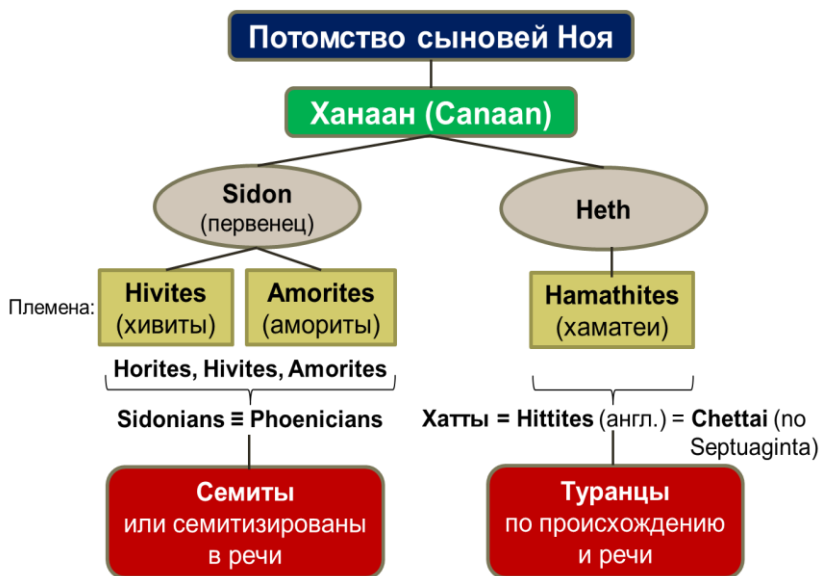 Потомство сыновей Ноя
Ханаан (Canaan)
Sidon
(первенец)
Heth
Племена:
Hivites
(хивиты)
Amorites
(амориты)
Hamathites
(хаматеи)
Horites, Hivites, Amorites
Sidonians ≡ Phoenicians
Хатты = Hittites (англ.) = Chettai (по
Septuaginta)
Семиты
или семитизированы
в речи
Туранцы
по происхождению
и речи